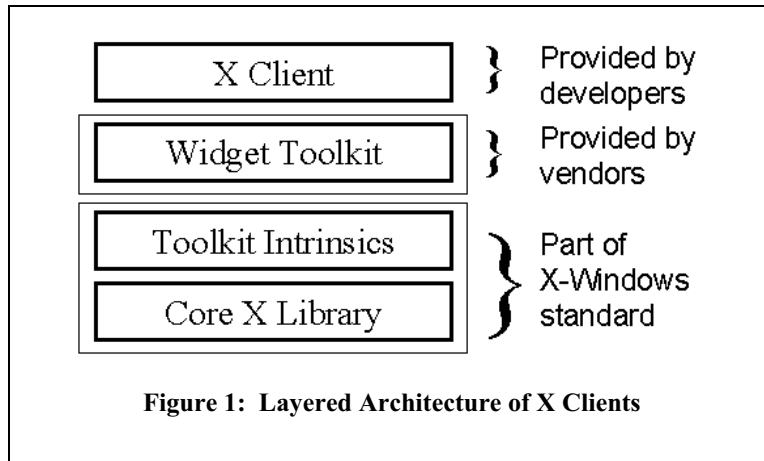 X Client
Provided by
developers
Widget Toolkit
Provided by
vendors
Toolkit Intrinsics
Core X Library
Part of
X-Windows
standard
Figure 1: Layered Architecture of X Clients